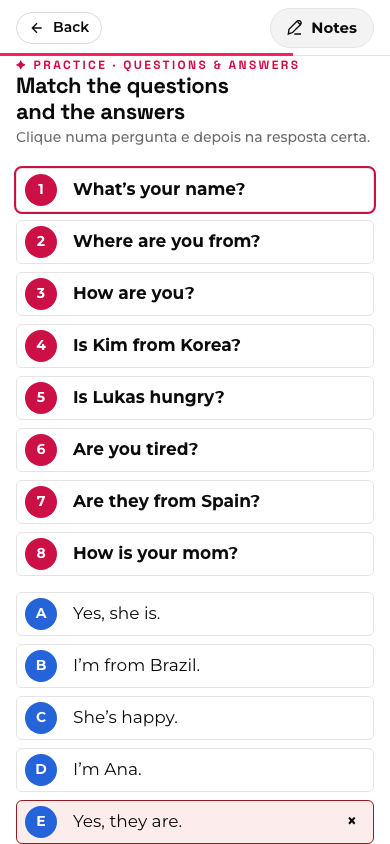 ← Back
Notes
✦ PRACTICE · QUESTIONS & ANSWERS
Match the questions
and the answers
Clique numa pergunta e depois na resposta certa.
1 What's your name?
2 Where are you from?
3 How are you?
4 Is Kim from Korea?
5 Is Lukas hungry?
6 Are you tired?
7 Are they from Spain?
8 How is your mom?
A Yes, she is.
B I'm from Brazil.
C She's happy.
D I'm Ana.
E Yes, they are. ×